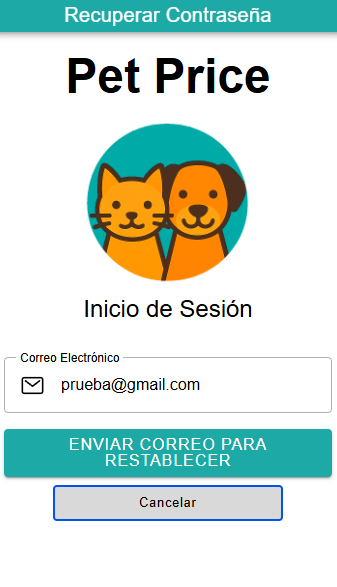 Recuperar Contraseña
Pet Price
Inicio de Sesión
Correo Electrónico
prueba@gmail.com
ENVIAR CORREO PARA
RESTABLECER
Cancelar